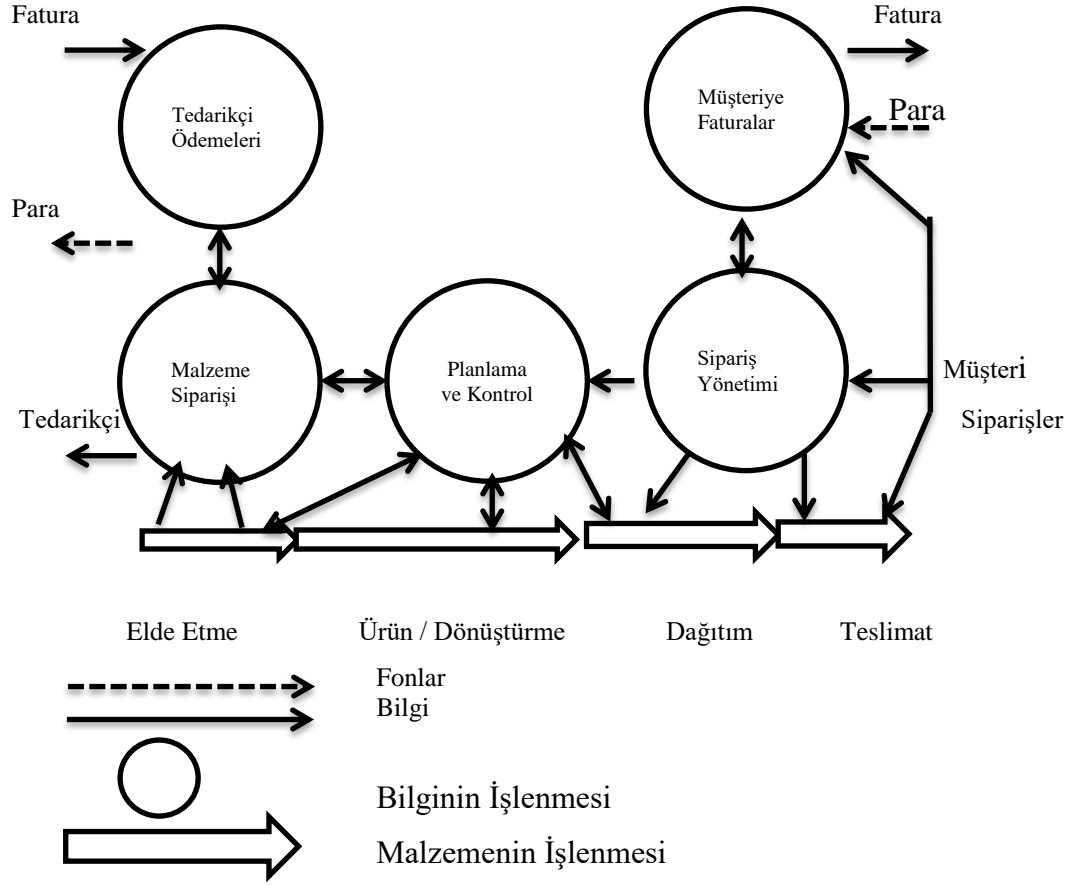 Fatura
Fatura
Tedarikçi
Ödemeleri
Müşteriye
Faturalar
Para
Para
Malzeme
Siparişi
Planlama
ve Kontrol
Sipariş
Yönetimi
Müşteri
Tedarikçi
Siparişler
Elde Etme
Ürün / Dönüştürme
Dağıtım
Teslimat
Fonlar
Bilgi
Bilginin İşlenmesi
Malzemenin İşlenmesi